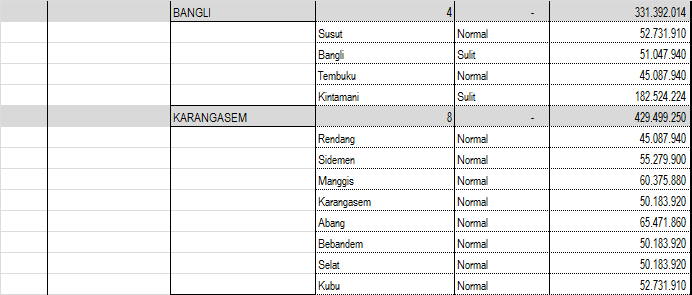 BANGLI 4 - 331.392.014
Susut Normal 52.731.910
Bangli Sulit 51.047.940
Tembuku Normal 45.087.940
Kintamani Sulit 182.524.224
KARANGASEM 8 - 429.499.250
Rendang Normal 45.087.940
Sidemen Normal 55.279.900
Manggis Normal 60.375.880
Karangasem Normal 50.183.920
Abang Normal 65.471.860
Bebandem Normal 50.183.920
Selat Normal 50.183.920
Kubu Normal 52.731.910